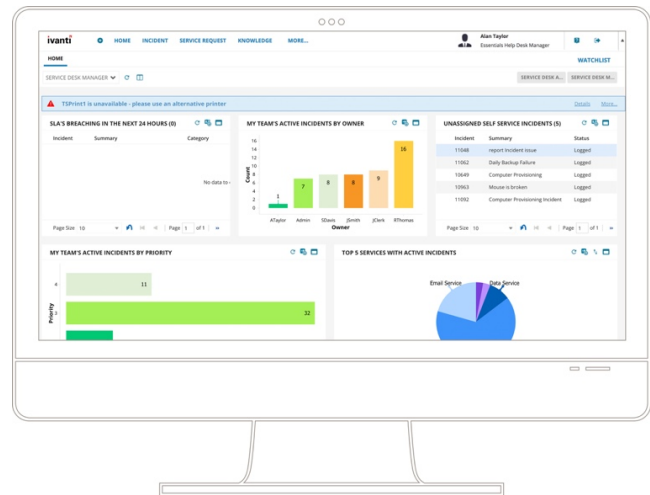 ivanti
HOME INCIDENT SERVICE REQUEST KNOWLEDGE MORE...
Alan Taylor
Essentials Help Desk Manager
HOME
WATCHLIST
SERVICE DESK MANAGER
SERVICE DESK A... SERVICE DESK M...
TSPrint1 is unavailable - please use an alternative printer
Details More...
SLA'S BREACHING IN THE NEXT 24 HOURS (0)
Incident Summary Category
No data to -
Page Size 10 Page 1 of 1
MY TEAM'S ACTIVE INCIDENTS BY OWNER
Count
16
14
12
10
8
6
4
2
0
1 7 8 8 9 16
ATaylor Admin SDavis JSmith JClerk RThomas
Owner
UNASSIGNED SELF SERVICE INCIDENTS (5)
Incident Summary Status
11048 report incident issue Logged
11062 Daily Backup Failure Logged
10649 Computer Provisioning Logged
10963 Mouse is broken Logged
11092 Computer Provisioning Incident Logged
Page Size 10 Page 1 of 1
MY TEAM'S ACTIVE INCIDENTS BY PRIORITY
Priority
4 11
3 32
TOP 5 SERVICES WITH ACTIVE INCIDENTS
Email Service Data Service